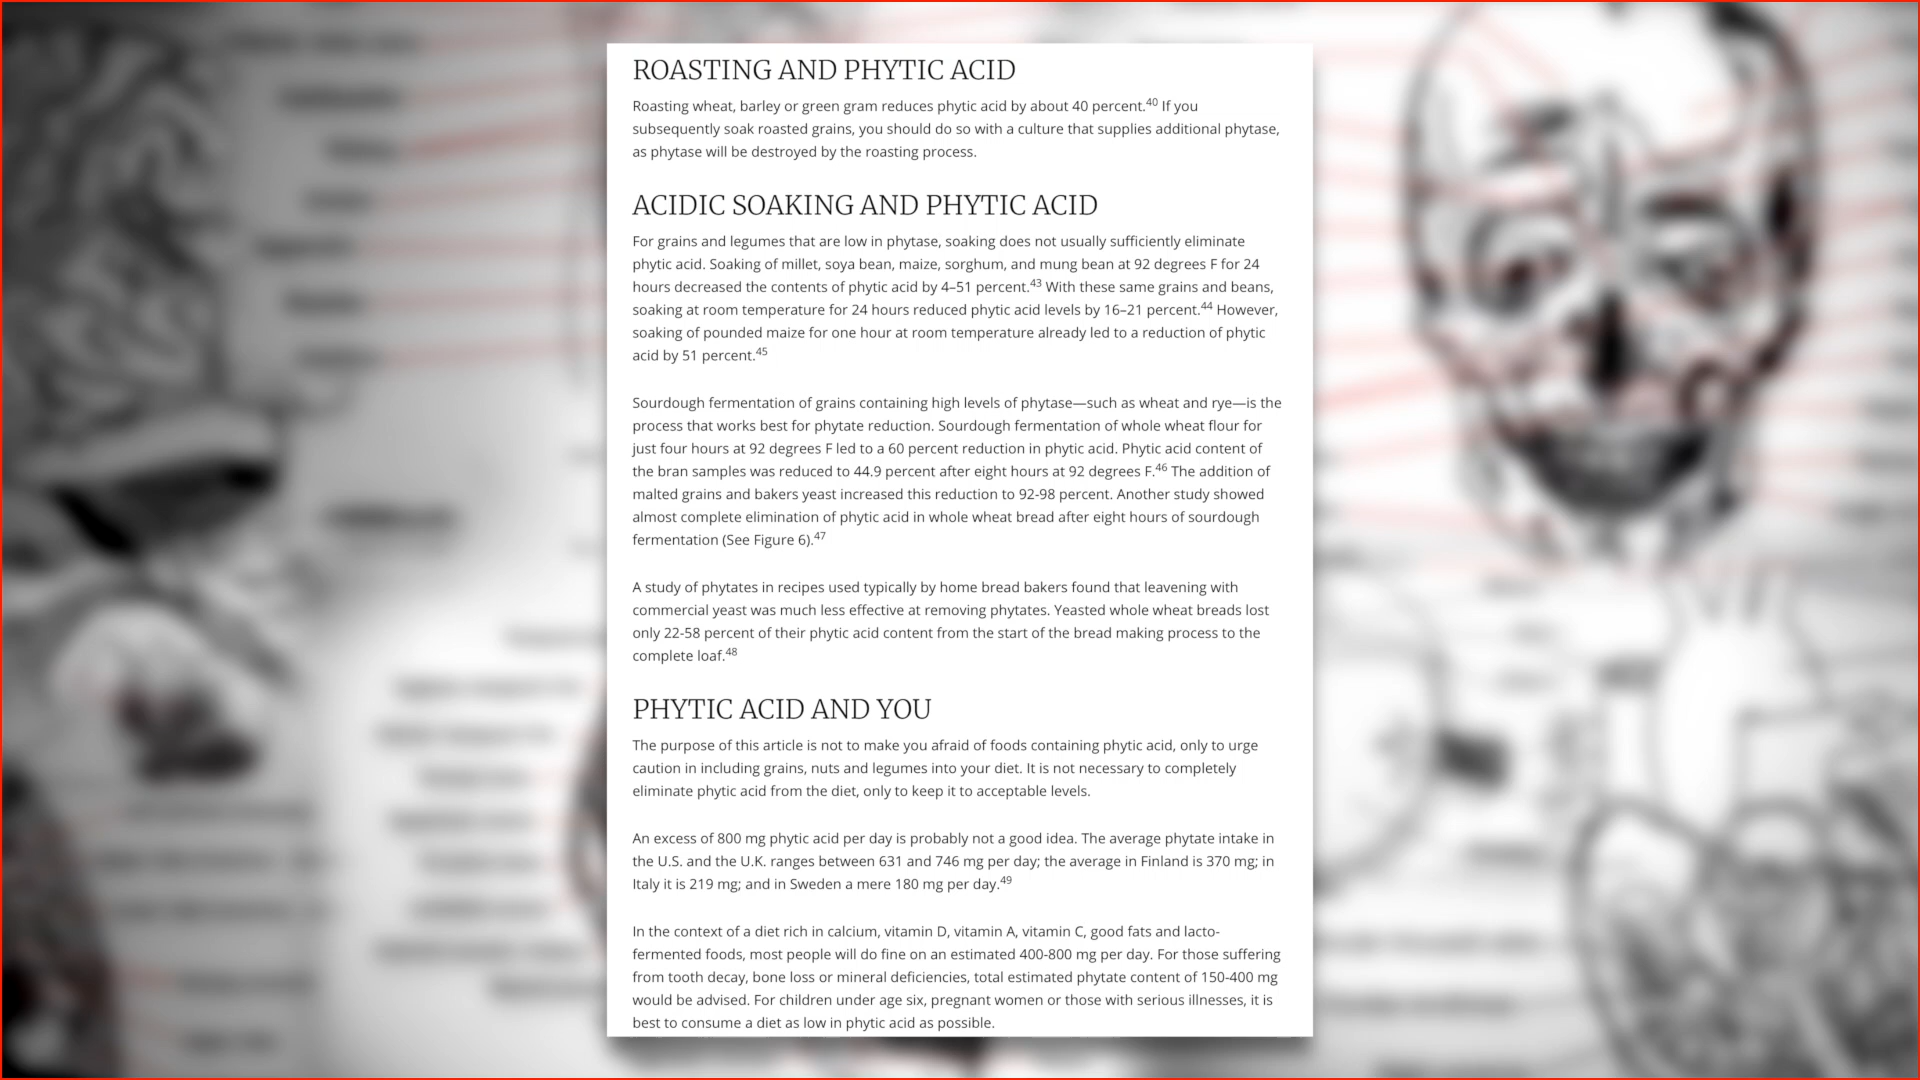 ROASTING AND PHYTIC ACID
Roasting wheat, barley or green gram reduces phytic acid by about 40 percent.40 If you
subsequently soak roasted grains, you should do so with a culture that supplies additional phytase,
as phytase will be destroyed by the roasting process.
ACIDIC SOAKING AND PHYTIC ACID
For grains and legumes that are low in phytase, soaking does not usually sufficiently eliminate
phytic acid. Soaking of millet, soya bean, maize, sorghum, and mung bean at 92 degrees F for 24
hours decreased the contents of phytic acid by 4–51 percent.43 With these same grains and beans,
soaking at room temperature for 24 hours reduced phytic acid levels by 16–21 percent.44 However,
soaking of pounded maize for one hour at room temperature already led to a reduction of phytic
acid by 51 percent.45
Sourdough fermentation of grains containing high levels of phytase—such as wheat and rye—is the
process that works best for phytate reduction. Sourdough fermentation of whole wheat flour for
just four hours at 92 degrees F led to a 60 percent reduction in phytic acid. Phytic acid content of
the bran samples was reduced to 44.9 percent after eight hours at 92 degrees F.46 The addition of
malted grains and bakers yeast increased this reduction to 92-98 percent. Another study showed
almost complete elimination of phytic acid in whole wheat bread after eight hours of sourdough
fermentation (See Figure 6).47
A study of phytates in recipes used typically by home bread bakers found that leavening with
commercial yeast was much less effective at removing phytates. Yeasted whole wheat breads lost
only 22-58 percent of their phytic acid content from the start of the bread making process to the
complete loaf.48
PHYTIC ACID AND YOU
The purpose of this article is not to make you afraid of foods containing phytic acid, only to urge
caution in including grains, nuts and legumes into your diet. It is not necessary to completely
eliminate phytic acid from the diet, only to keep it to acceptable levels.
An excess of 800 mg phytic acid per day is probably not a good idea. The average phytate intake in
the U.S. and the U.K. ranges between 631 and 746 mg per day; the average in Finland is 370 mg; in
Italy it is 219 mg; and in Sweden a mere 180 mg per day.49
In the context of a diet rich in calcium, vitamin D, vitamin A, vitamin C, good fats and lacto-
fermented foods, most people will do fine on an estimated 400-800 mg per day. For those suffering
from tooth decay, bone loss or mineral deficiencies, total estimated phytate content of 150-400 mg
would be advised. For children under age six, pregnant women or those with serious illnesses, it is
best to consume a diet as low in phytic acid as possible.